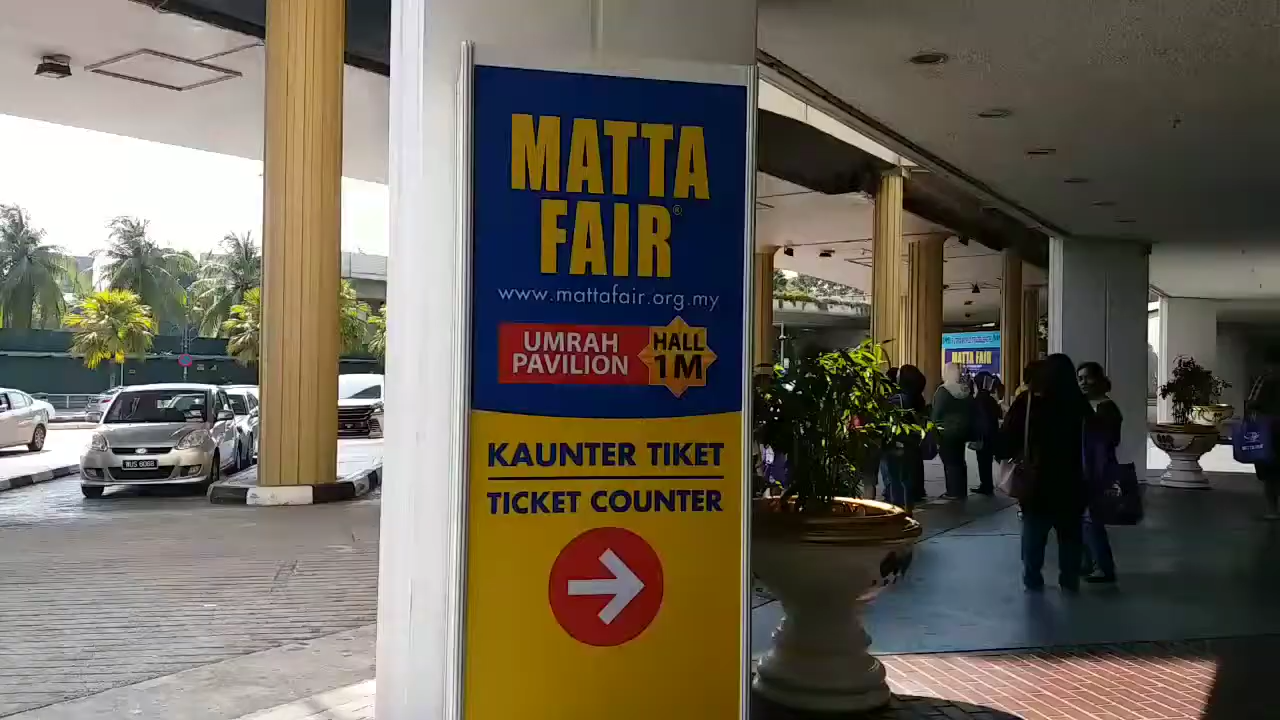 MATTA
FAIR®
www.mattafair.org.my
UMRAH
PAVILION
HALL
1M
KAUNTER TIKET
TICKET COUNTER
MATTA FAIR